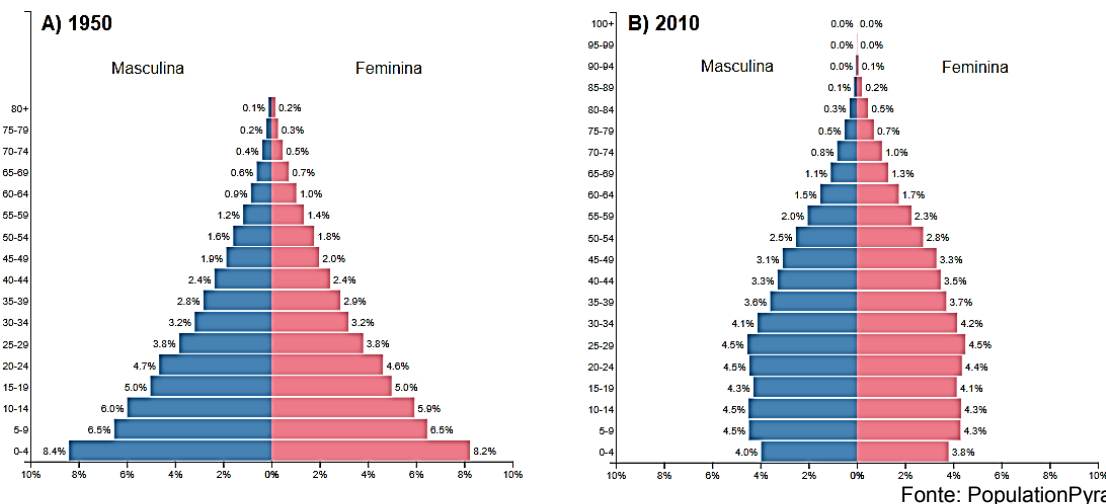 A) 1950
Masculina Feminina
80+ 0.1% 0.2%
75-79 0.2% 0.3%
70-74 0.4% 0.5%
65-69 0.6% 0.7%
60-64 0.9% 1.0%
55-59 1.2% 1.4%
50-54 1.6% 1.8%
45-49 1.9% 2.0%
40-44 2.4% 2.4%
35-39 2.8% 2.9%
30-34 3.2% 3.2%
25-29 3.8% 3.8%
20-24 4.7% 4.6%
15-19 5.0% 5.0%
10-14 6.0% 5.9%
5-9 6.5% 6.5%
0-4 8.4% 8.2%
10% 8% 6% 4% 2% 0% 2% 4% 6% 8% 10%
B) 2010
Masculina Feminina
100+ 0.0% 0.0%
95-99 0.0% 0.0%
90-94 0.0% 0.1%
85-89 0.1% 0.2%
80-84 0.3% 0.5%
75-79 0.5% 0.7%
70-74 0.8% 1.0%
65-69 1.1% 1.3%
60-64 1.5% 1.7%
55-59 2.0% 2.3%
50-54 2.5% 2.8%
45-49 3.1% 3.3%
40-44 3.3% 3.5%
35-39 3.6% 3.7%
30-34 4.1% 4.2%
25-29 4.5% 4.5%
20-24 4.5% 4.4%
15-19 4.3% 4.1%
10-14 4.5% 4.3%
5-9 4.5% 4.3%
0-4 4.0% 3.8%
10% 8% 6% 4% 2% 0% 2% 4% 6% 8% 10%
Fonte: PopulationPyra